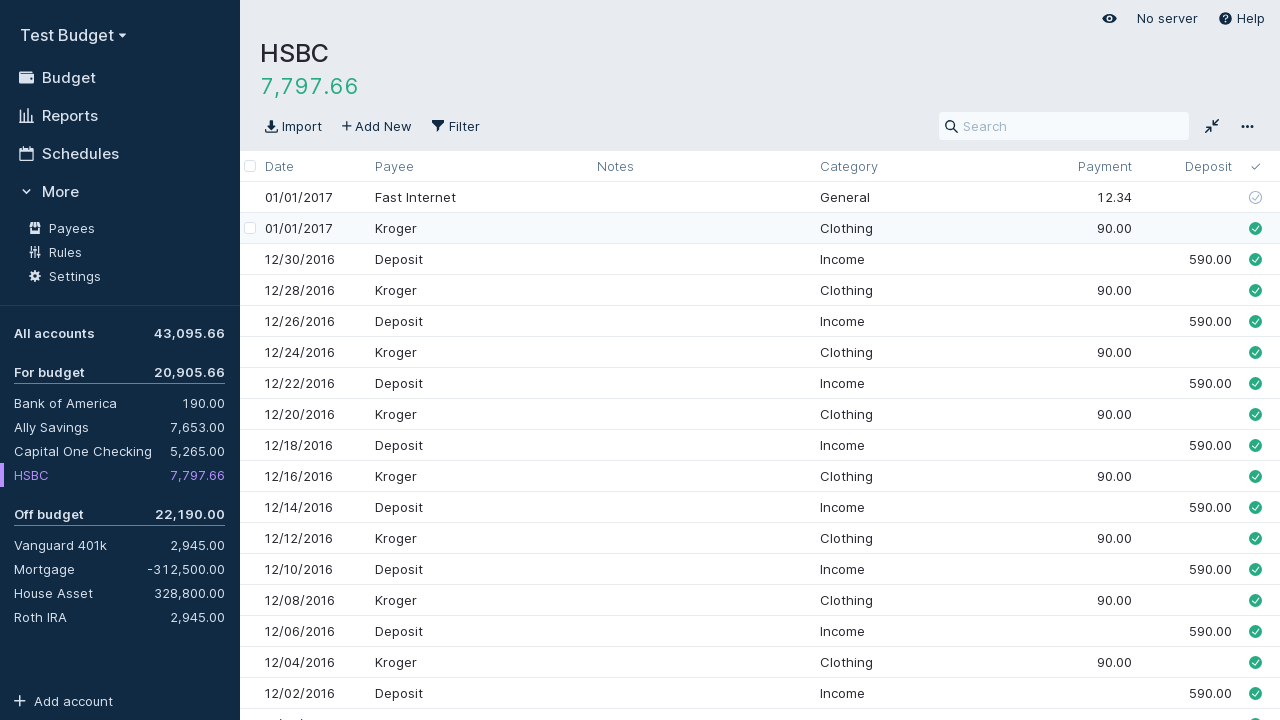 Test Budget
Budget
Reports
Schedules
More
Payees
Rules
Settings
All accounts 43,095.66
For budget 20,905.66
Bank of America 190.00
Ally Savings 7,653.00
Capital One Checking 5,265.00
HSBC 7,797.66
Off budget 22,190.00
Vanguard 401k 2,945.00
Mortgage -312,500.00
House Asset 328,800.00
Roth IRA 2,945.00
Add account
No server Help
HSBC
7,797.66
Import Add New Filter Search
Date Payee Notes Category Payment Deposit
01/01/2017 Fast Internet General 12.34
01/01/2017 Kroger Clothing 90.00
12/30/2016 Deposit Income 590.00
12/28/2016 Kroger Clothing 90.00
12/26/2016 Deposit Income 590.00
12/24/2016 Kroger Clothing 90.00
12/22/2016 Deposit Income 590.00
12/20/2016 Kroger Clothing 90.00
12/18/2016 Deposit Income 590.00
12/16/2016 Kroger Clothing 90.00
12/14/2016 Deposit Income 590.00
12/12/2016 Kroger Clothing 90.00
12/10/2016 Deposit Income 590.00
12/08/2016 Kroger Clothing 90.00
12/06/2016 Deposit Income 590.00
12/04/2016 Kroger Clothing 90.00
12/02/2016 Deposit Income 590.00